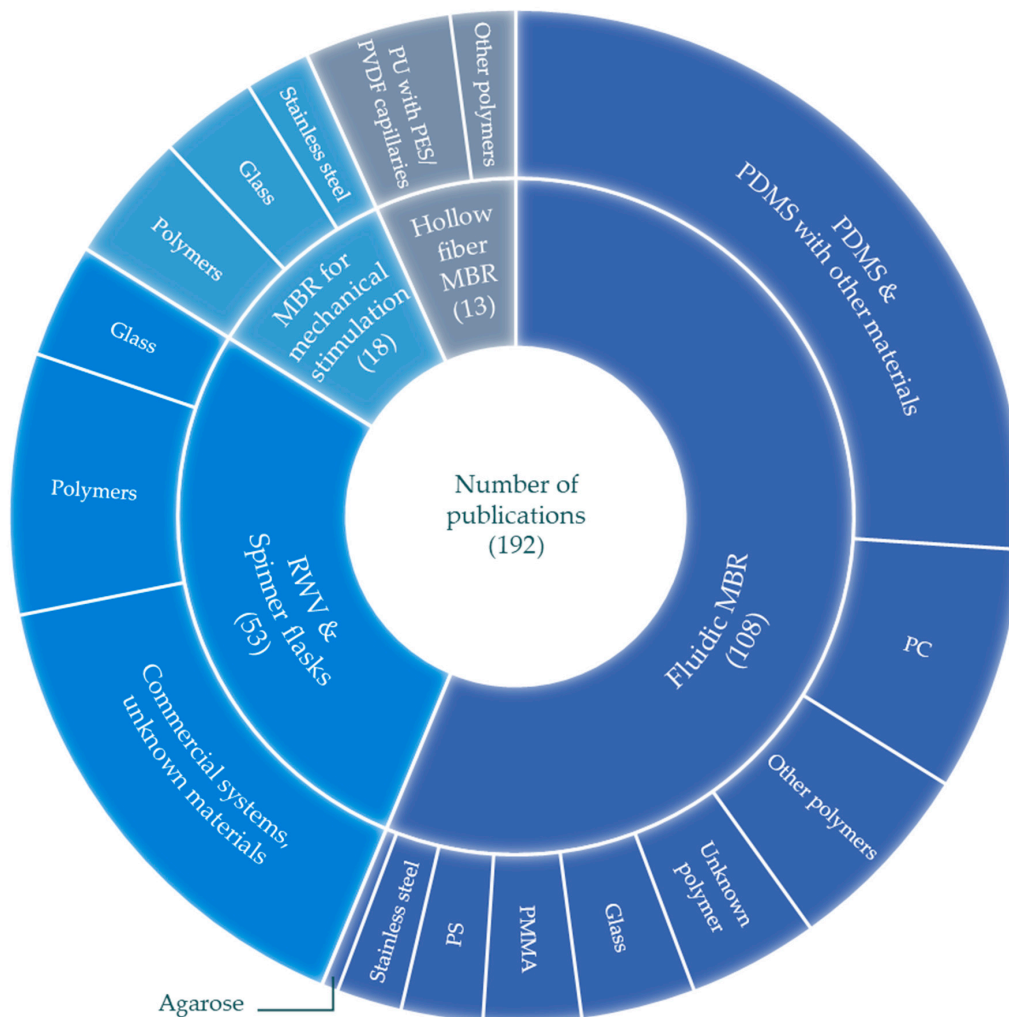 Number of
publications
(192)
Fluidic MBR
(108)
PDMS &
PDMS with other materials
PC
Other polymers
Unknown
polymer
Glass
PMMA
PS
Stainless steel
Agarose
RWV &
Spinner flasks
(53)
Commercial systems,
unknown materials
Polymers
Glass
MBR for
mechanical
stimulation
(18)
Polymers
Glass
Stainless steel
Hollow
fiber
MBR
(13)
PU with PES/
PVDF capillaries
Other polymers